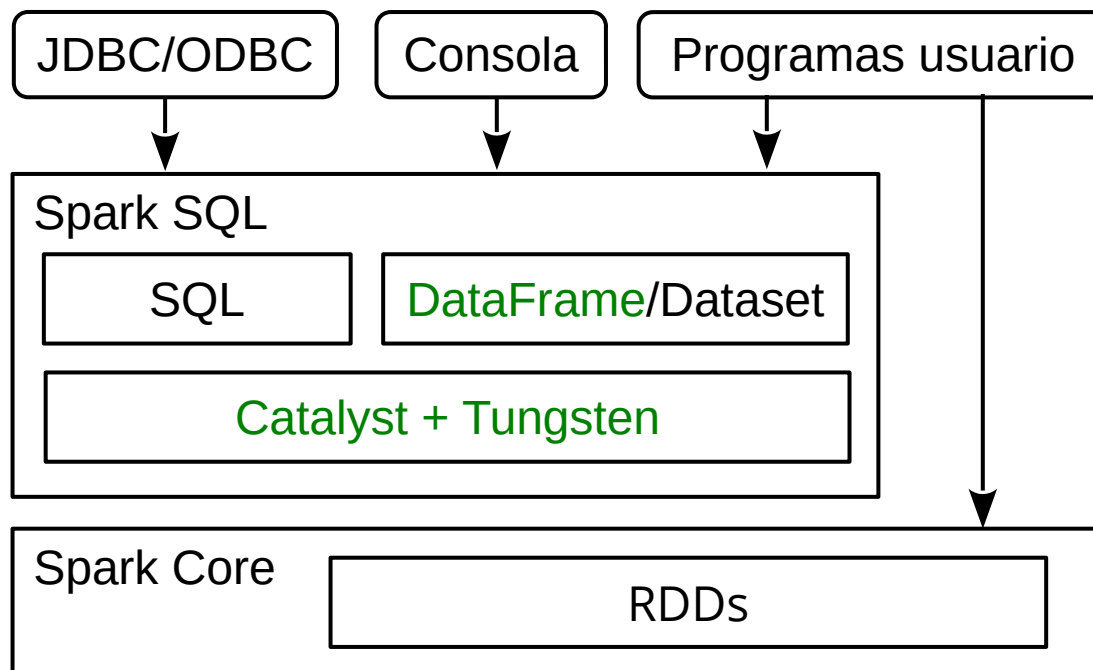 JDBC/ODBC
Consola
Programas usuario
Spark SQL
SQL
DataFrame/Dataset
Catalyst + Tungsten
Spark Core
RDDs